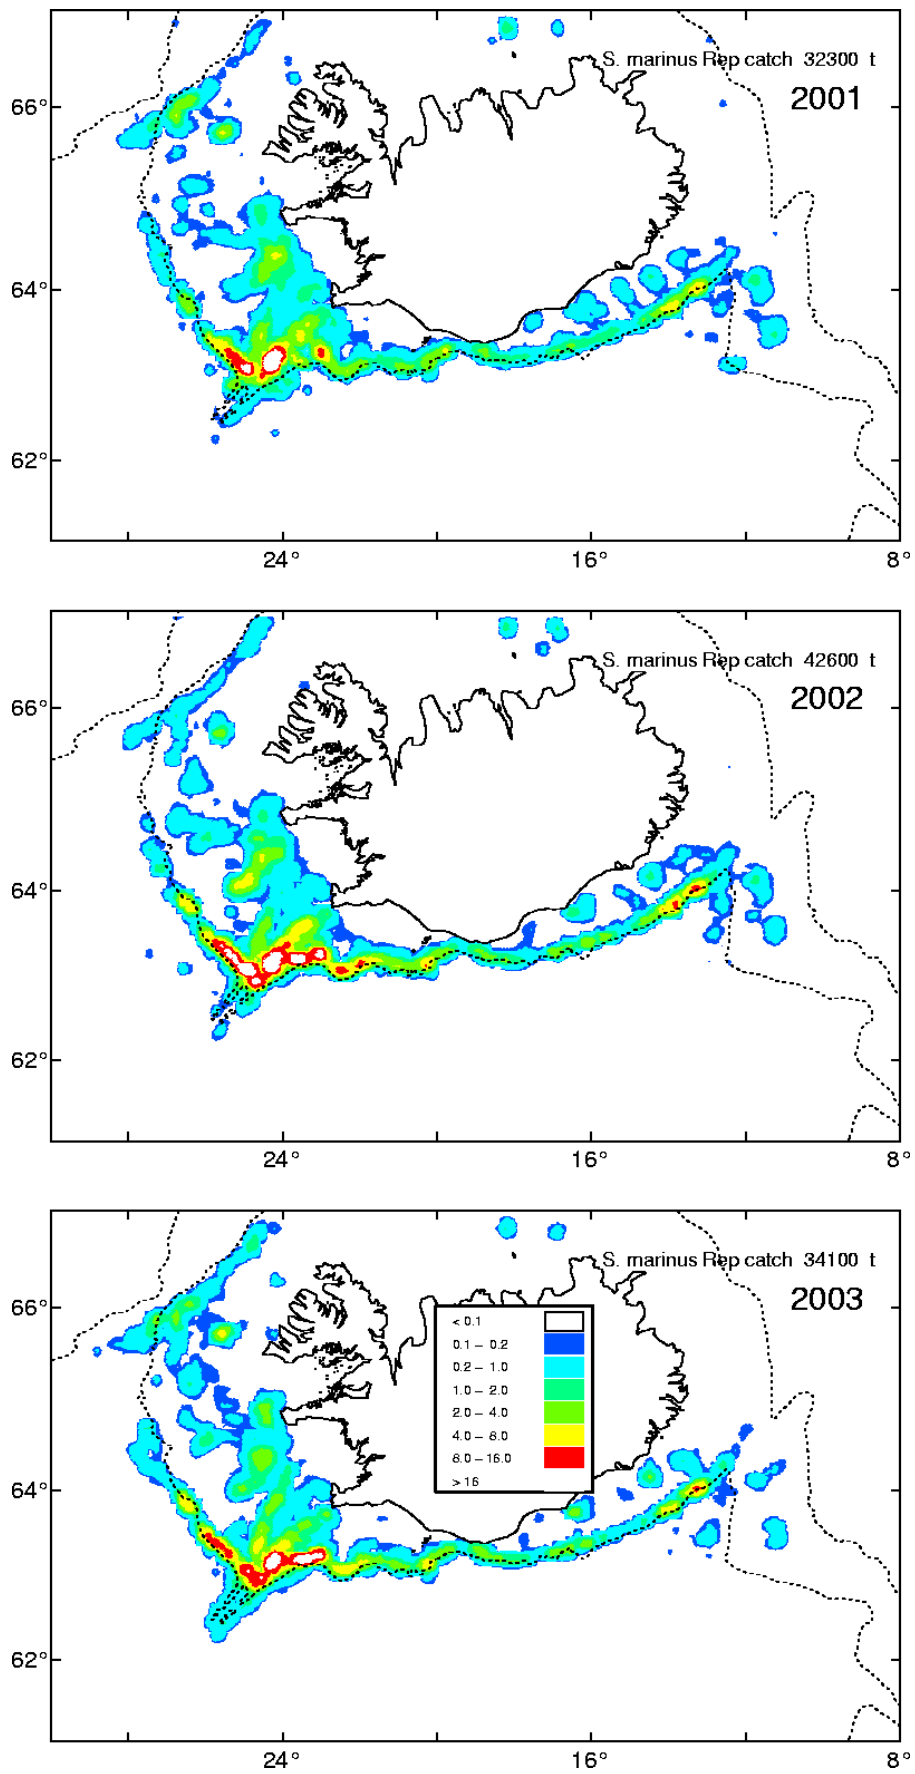 S. marinus Rep catch 32300 t
2001
66°
64°
62°
24° 16° 8°
S. marinus Rep catch 42600 t
2002
66°
64°
62°
24° 16° 8°
S. marinus Rep catch 34100 t
2003
66°
< 0.1
0.1 – 0.2
0.2 – 1.0
1.0 – 2.0
2.0 – 4.0
4.0 – 8.0
8.0 – 16.0
> 16
64°
62°
24° 16° 8°